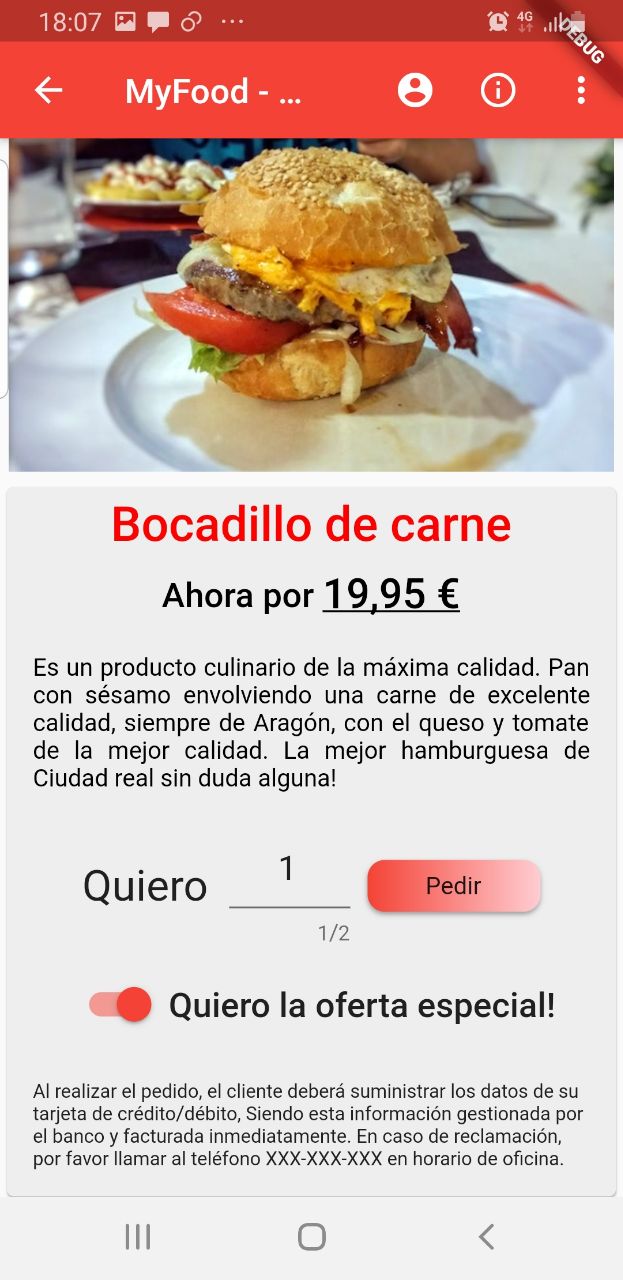 18:07
4G
DEBUG
MyFood - ...
Bocadillo de carne
Ahora por 19,95 €
Es un producto culinario de la máxima calidad. Pan
con sésamo envolviendo una carne de excelente
calidad, siempre de Aragón, con el queso y tomate
de la mejor calidad. La mejor hamburguesa de
Ciudad real sin duda alguna!
Quiero 1 Pedir
1/2
Quiero la oferta especial!
Al realizar el pedido, el cliente deberá suministrar los datos de su
tarjeta de crédito/débito, Siendo esta información gestionada por
el banco y facturada inmediatamente. En caso de reclamación,
por favor llamar al teléfono XXX-XXX-XXX en horario de oficina.